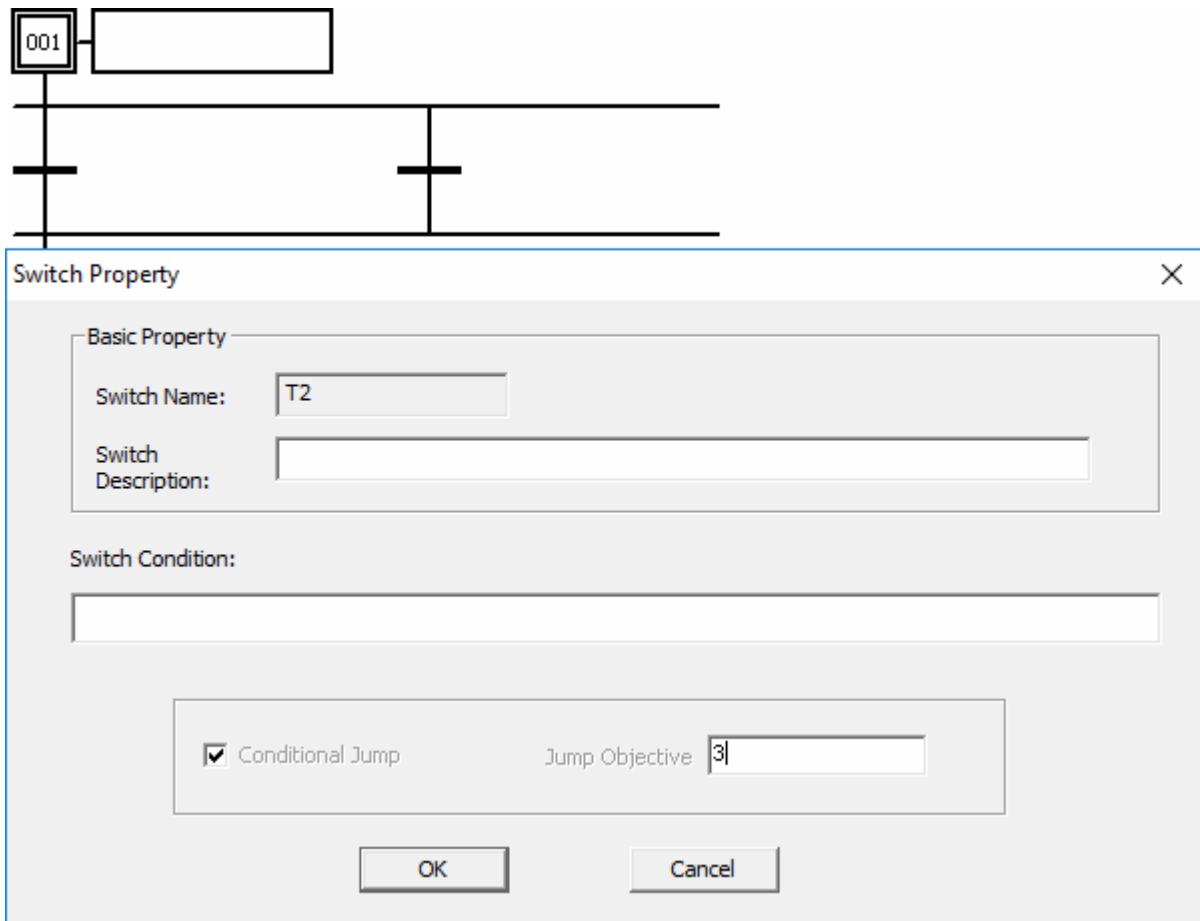 001
Switch Property
Basic Property
Switch Name: T2
Switch
Description:
Switch Condition:
Conditional Jump Jump Objective 3
OK Cancel